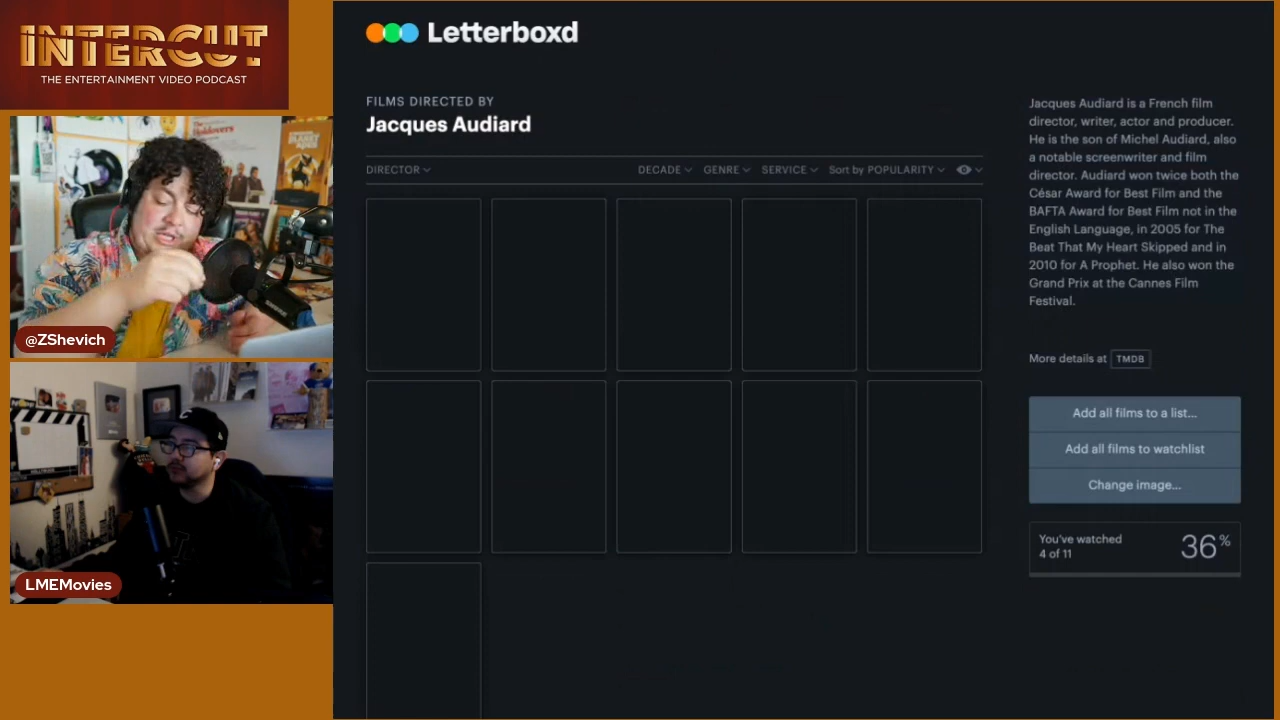 INTERCUT
THE ENTERTAINMENT VIDEO PODCAST
Holdovers
PLANET
APES
@ZShevich
LMEMovies
Letterboxd
FILMS DIRECTED BY
Jacques Audiard
DIRECTOR
DECADE GENRE SERVICE Sort by POPULARITY
Jacques Audiard is a French film
director, writer, actor and producer.
He is the son of Michel Audiard, also
a notable screenwriter and film
director. Audiard won twice both the
César Award for Best Film and the
BAFTA Award for Best Film not in the
English Language, in 2005 for The
Beat That My Heart Skipped and in
2010 for A Prophet. He also won the
Grand Prix at the Cannes Film
Festival.
More details at TMDB
Add all films to a list...
Add all films to watchlist
Change image...
You've watched
4 of 11
36%